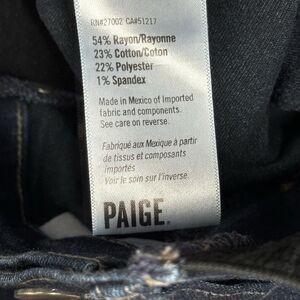 RN#27002 CA#51217
54% Rayon/Rayonne
23% Cotton/Coton
22% Polyester
1% Spandex
Made in Mexico of Imported
fabric and components.
See care on reverse.
Fabriqué aux Mexique à partir
de tissus et composants
importés
Voir le soin sur l'inverse.
PAIGE.